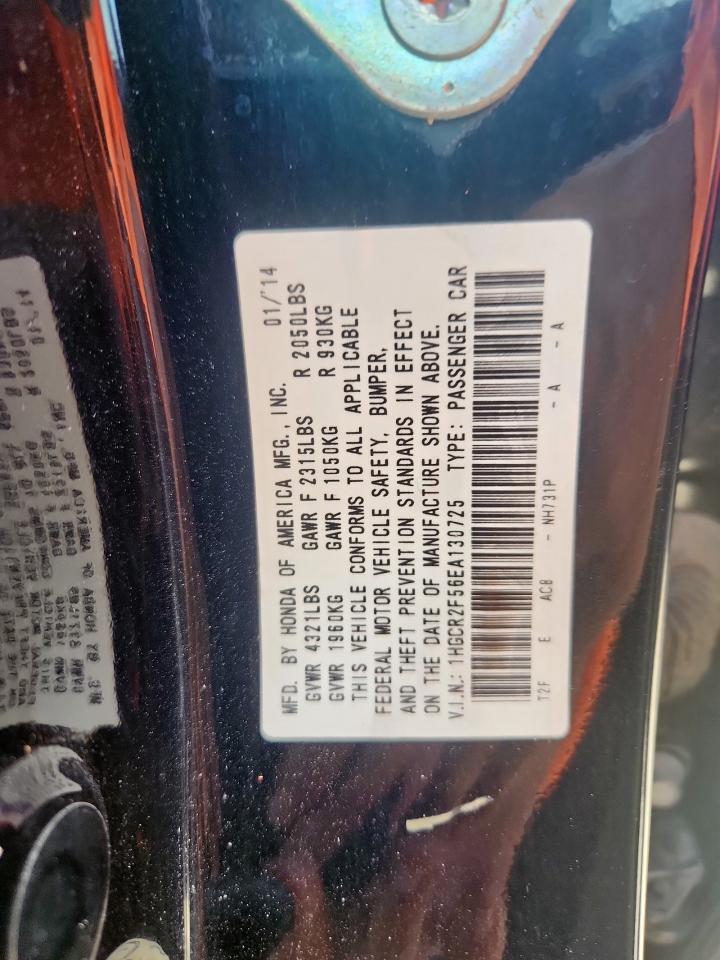 MFD. BY HONDA OF AMERICA MFG., INC. 01/'14
GVWR 4321LBS GAWR F 2315LBS R 2050LBS
GVWR 1960KG GAWR F 1050KG R 930KG
THIS VEHICLE CONFORMS TO ALL APPLICABLE
FEDERAL MOTOR VEHICLE SAFETY, BUMPER,
AND THEFT PREVENTION STANDARDS IN EFFECT
ON THE DATE OF MANUFACTURE SHOWN ABOVE.
V.I.N.: 1HGCR2F56EA130725 TYPE: PASSENGER CAR
T2F E AC8 - NH731P - A - A